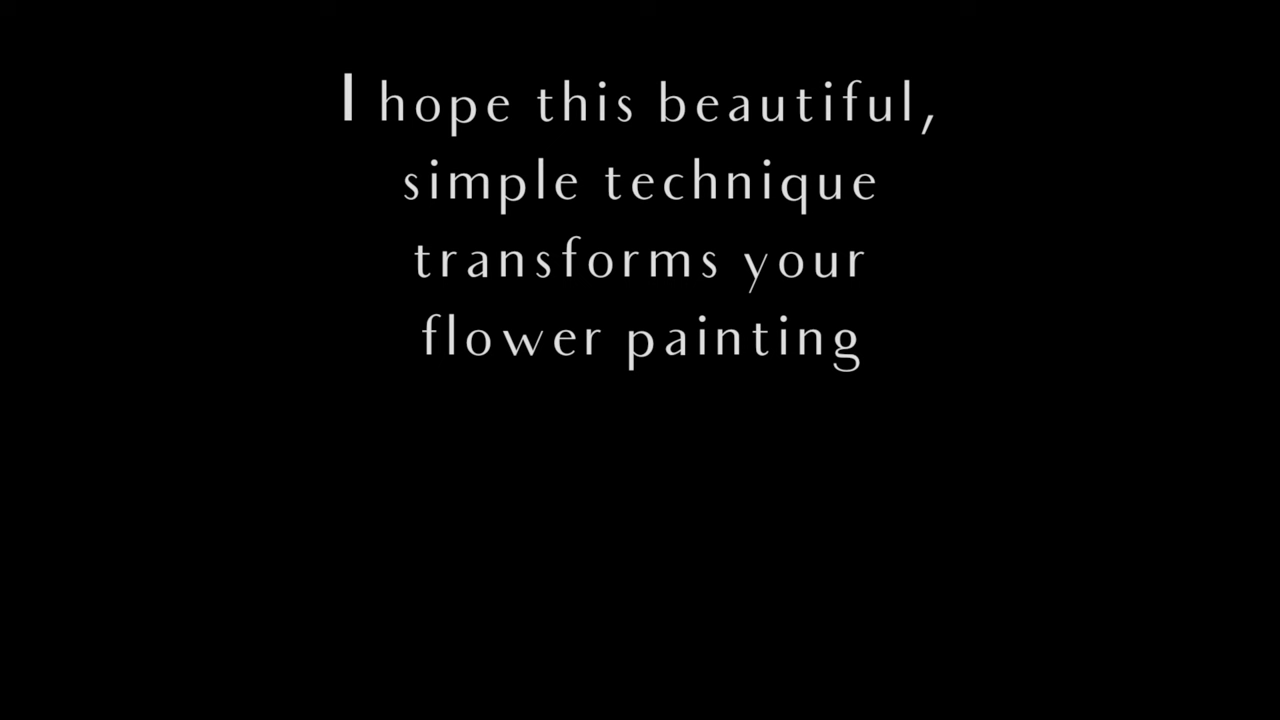 I hope this beautiful,
simple technique
transforms your
flower painting